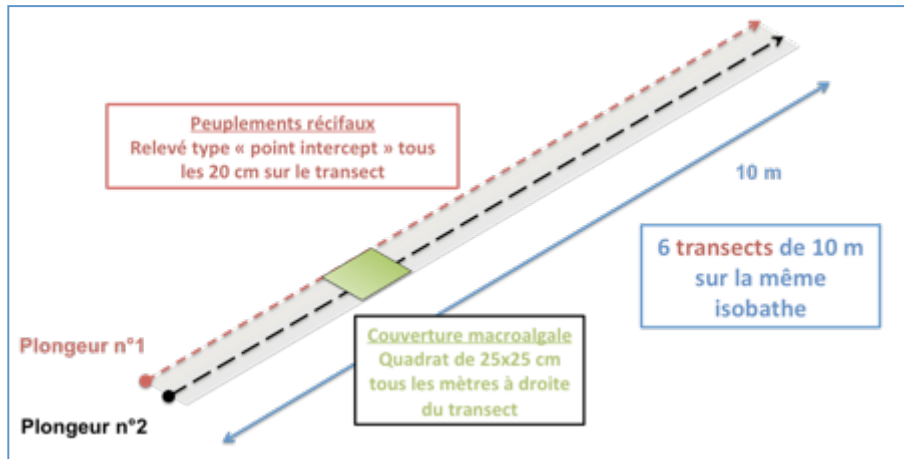 Peuplements récifaux
Relevé type « point intercept » tous
les 20 cm sur le transect
10 m
6 transects de 10 m
sur la même
isobathe
Couverture macroalgale
Quadrat de 25x25 cm
tous les mètres à droite
du transect
Plongeur n°1
Plongeur n°2